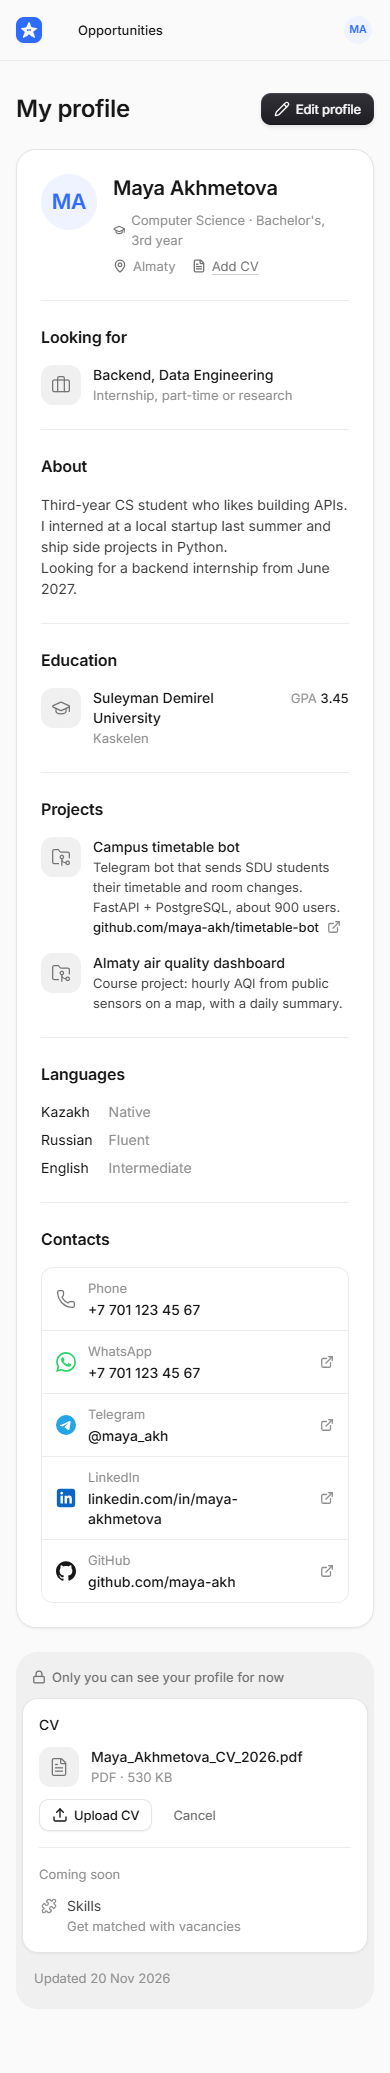 Opportunities
MA
My profile
Edit profile
MA
Maya Akhmetova
Computer Science · Bachelor's,
3rd year
Almaty
Add CV
Looking for
Backend, Data Engineering
Internship, part-time or research
About
Third-year CS student who likes building APIs.
I interned at a local startup last summer and
ship side projects in Python.
Looking for a backend internship from June
2027.
Education
Suleyman Demirel
University
GPA 3.45
Kaskelen
Projects
Campus timetable bot
Telegram bot that sends SDU students
their timetable and room changes.
FastAPI + PostgreSQL, about 900 users.
github.com/maya-akh/timetable-bot
Almaty air quality dashboard
Course project: hourly AQI from public
sensors on a map, with a daily summary.
Languages
Kazakh Native
Russian Fluent
English Intermediate
Contacts
Phone
+7 701 123 45 67
WhatsApp
+7 701 123 45 67
Telegram
@maya_akh
LinkedIn
linkedin.com/in/maya-
akhmetova
GitHub
github.com/maya-akh
Only you can see your profile for now
CV
Maya_Akhmetova_CV_2026.pdf
PDF · 530 KB
Upload CV
Cancel
Coming soon
Skills
Get matched with vacancies
Updated 20 Nov 2026